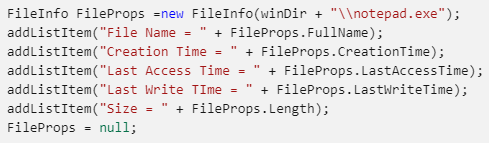 FileInfo FileProps =new FileInfo(winDir + "\\notepad.exe");
addListItem("File Name = " + FileProps.FullName);
addListItem("Creation Time = " + FileProps.CreationTime);
addListItem("Last Access Time = " + FileProps.LastAccessTime);
addListItem("Last Write TIme = " + FileProps.LastWriteTime);
addListItem("Size = " + FileProps.Length);
FileProps = null;